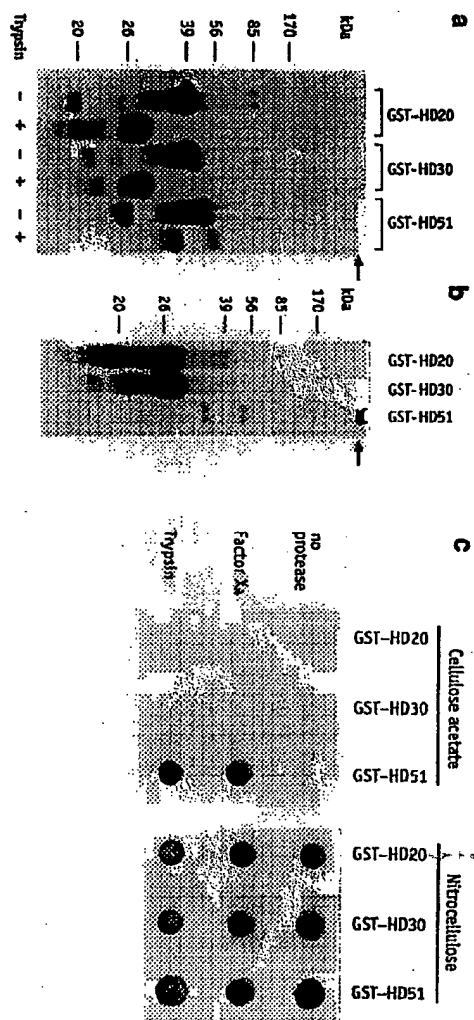 a
GST-HD20
GST-HD30
GST-HD51
kDa
170
85
56
39
26
20
Trypsin
- + - + - +
b
GST-HD20
GST-HD30
GST-HD51
kDa
170
85
56
39
26
20
c
Cellulose acetate
Nitrocellulose
GST-HD20
GST-HD30
GST-HD51
GST-HD20
GST-HD30
GST-HD51
no
protease
Factor Xa
Trypsin